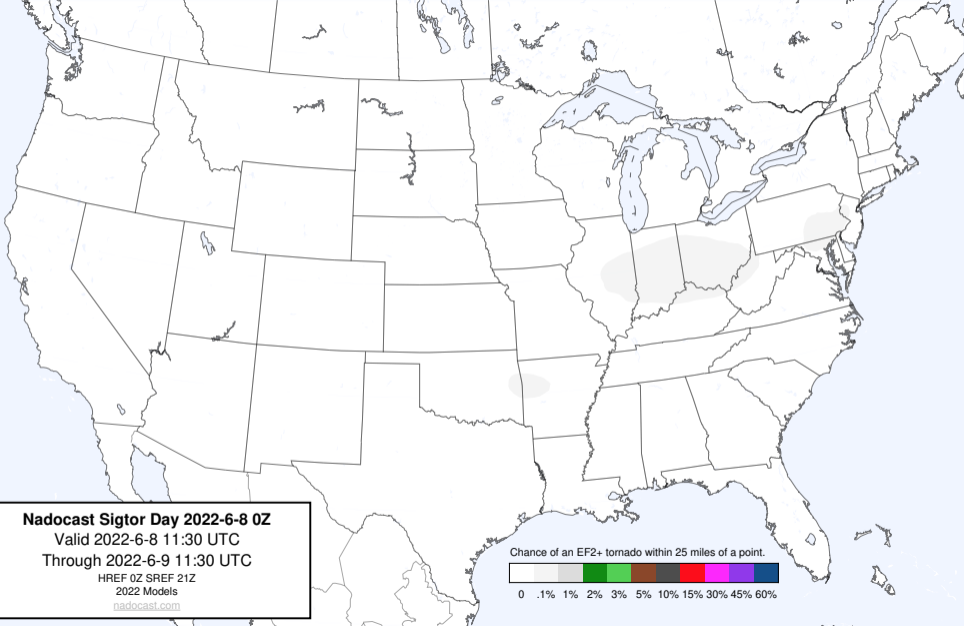 Nadocast Sigtor Day 2022-6-8 0Z
Valid 2022-6-8 11:30 UTC
Through 2022-6-9 11:30 UTC
HREF 0Z SREF 21Z
2022 Models
nadocast.com
Chance of an EF2+ tornado within 25 miles of a point.
0 .1% 1% 2% 3% 5% 10% 15% 30% 45% 60%